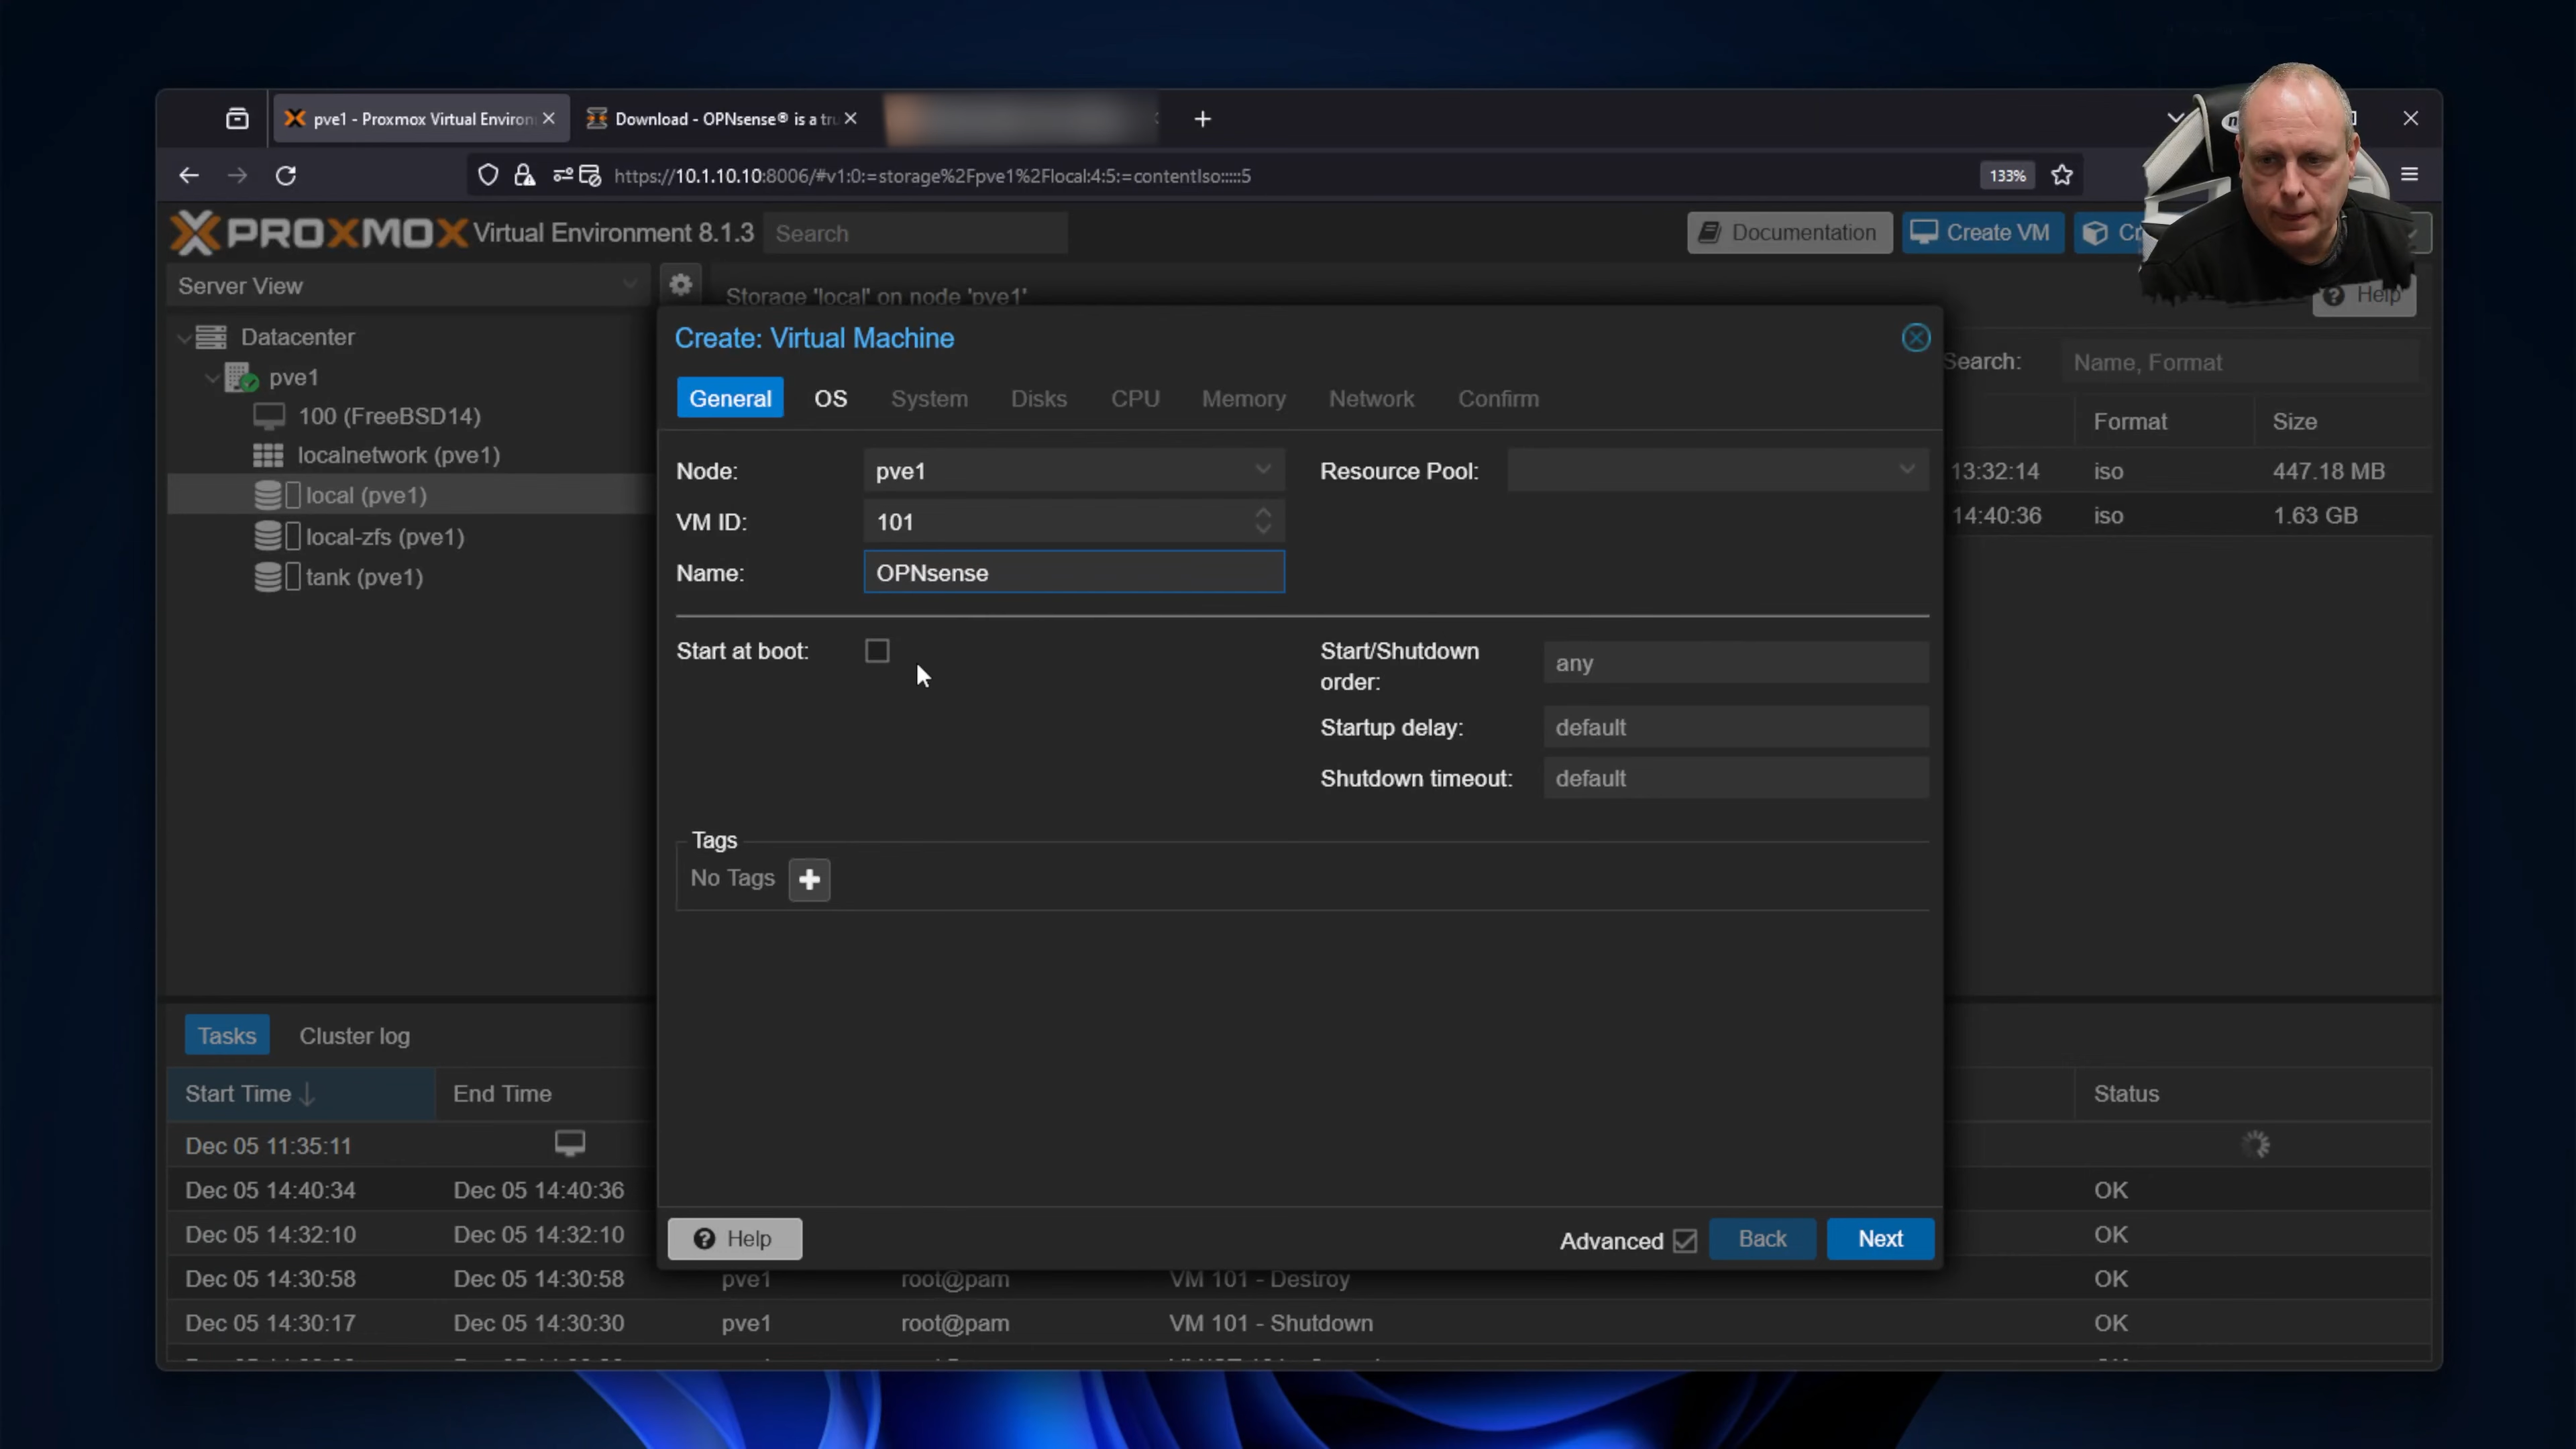 pve1 - Proxmox Virtual Environ
Download - OPNsense® is a tru
https://10.1.10.10:8006/#v1:0:=storage%2Fpve1%2Flocal:4:5:=contentIso:::::5
133%
PROXMOX Virtual Environment 8.1.3
Search
Documentation
Create VM
Server View
Storage 'local' on node 'pve1'
Help
Datacenter
pve1
100 (FreeBSD14)
localnetwork (pve1)
local (pve1)
local-zfs (pve1)
tank (pve1)
Search: Name, Format
Format Size
13:32:14 iso 447.18 MB
14:40:36 iso 1.63 GB
Create: Virtual Machine
General OS System Disks CPU Memory Network Confirm
Node: pve1
Resource Pool:
VM ID: 101
Name: OPNsense
Start at boot:
Start/Shutdown order: any
Startup delay: default
Shutdown timeout: default
Tags
No Tags
Help
Advanced
Back
Next
Tasks Cluster log
Start Time End Time Status
Dec 05 11:35:11
Dec 05 14:40:34 Dec 05 14:40:36 OK
Dec 05 14:32:10 Dec 05 14:32:10 OK
Dec 05 14:30:58 Dec 05 14:30:58 pve1 root@pam VM 101 - Destroy OK
Dec 05 14:30:17 Dec 05 14:30:30 pve1 root@pam VM 101 - Shutdown OK